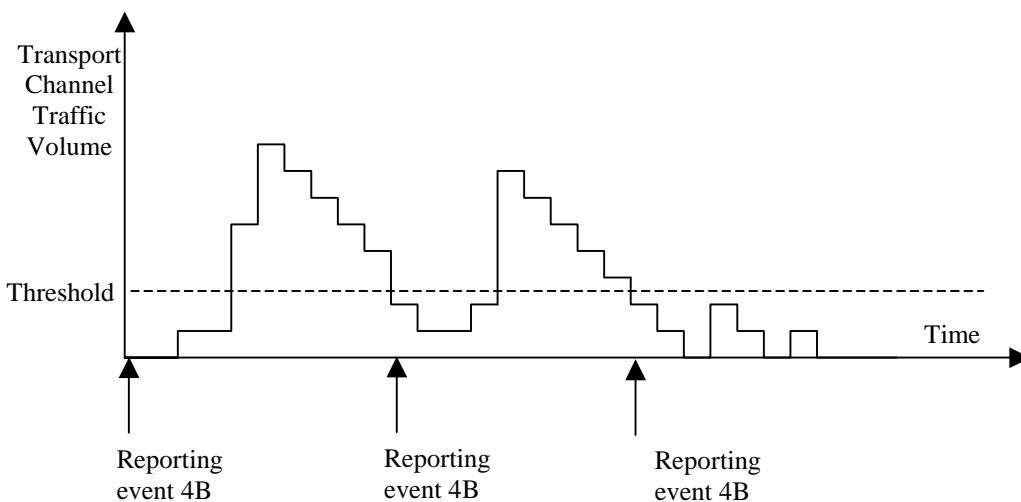 Transport
Channel
Traffic
Volume
Threshold
Time
Reporting
event 4B
Reporting
event 4B
Reporting
event 4B